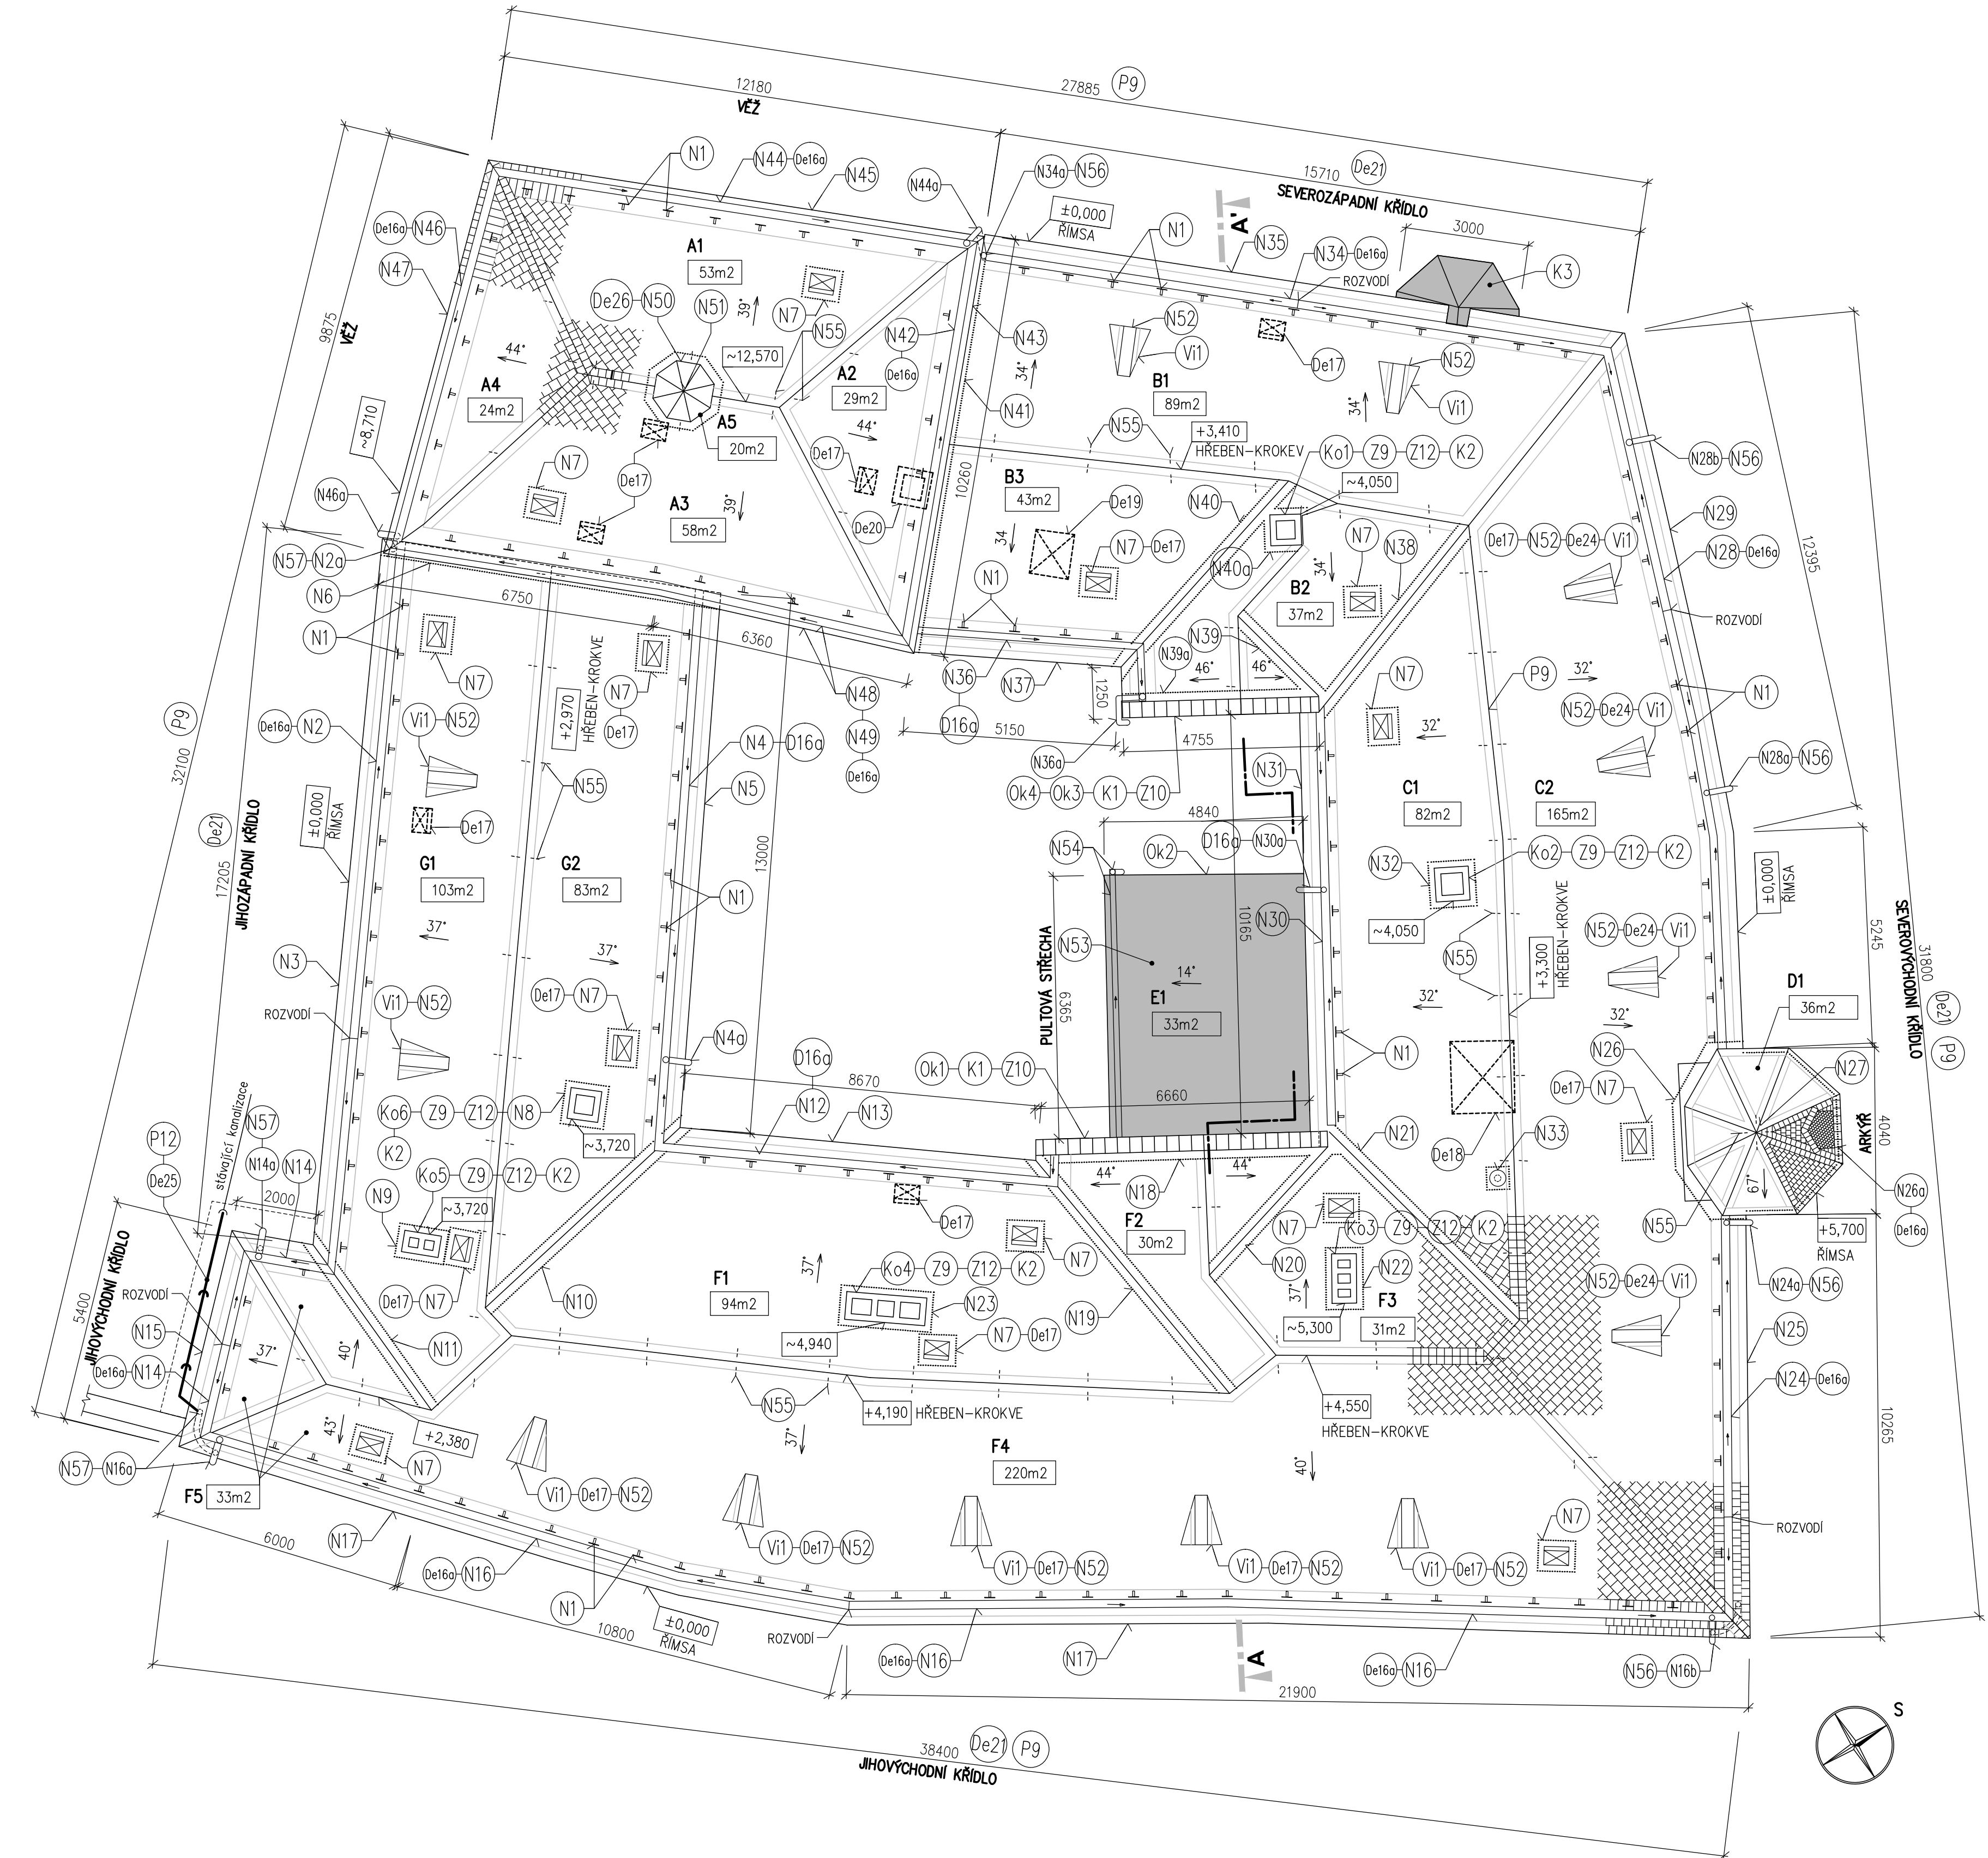 12180
VĚŽ
27885 P9
15710 De21
SEVEROZÁPADNÍ KŘÍDLO
3000
K3
N1
N44 De16a
N45
N44a
N34a N56
±0,000
ŘÍMSA
A'
N1
N35
N34 De16a
ROZVODÍ
De16a N46
N47
9875
VĚŽ
A1
53m2
De26 N50 N51
39°
N7
N55
~12,570
44°
A4
24m2
A2
29m2
44°
N42
De16a
N43
N41
34°
N52
Vi1
De17
N52
Vi1
B1
89m2
34°
A5
20m2
~8,710
N7
De17
De17
De20
A3
58m2
39°
10260
N55
+3,410
HŘEBEN-KROKEV
Ko1 Z9 Z12 K2
~4,050
B3
43m2
De19
N40
34
N7 De17
N40a
34°
N7
N38
B2
37m2
N28b N56
N29
N28 De16a
ROZVODÍ
12395
De17 N52 De24 Vi1
N46a
N57 N2a
N6
N1
6750
6360
N1
N36
D16a
N37
N39a
N39
46°
46°
1250
5150
4755
N36a
Ok4 Ok3 K1 Z10
N31
P9
32°
N52 De24 Vi1
N1
N7
32°
N7
N7
De17
+2,970
HŘEBEN-KROKVE
N48
N49
De16a
N4 D16a
N5
De16a N2
Vi1 N52
N55
De17
32100 P9
17205 De21
JIHOZÁPADNÍ KŘÍDLO
±0,000
ŘÍMSA
G1
103m2
G2
83m2
37°
37°
N1
13000
4840
D16a N30a
N54
Ok2
N53
14°
E1
33m2
PULTOVÁ STŘECHA
6365
10165
N30
C1
82m2
C2
165m2
N32
Ko2 Z9 Z12 K2
~4,050
N55
+3,300
HŘEBEN-KROKVE
32°
N28a N56
±0,000
ŘÍMSA
N52 De24 Vi1
5245
SEVEROVÝCHODNÍ KŘÍDLO
31800 De21 P9
D1
36m2
32°
N26
N27
De17 N7
ARKÝŘ
4040
67°
N55
N26a
De16a
+5,700
ŘÍMSA
N3
ROZVODÍ
Vi1 N52
De17 N7
N4a
8670
D16a
N12
N13
Ok1 K1 Z10
6660
N1
N21
De18
N33
Ko6 Z9 Z12 N8
K2
~3,720
Ko5 Z9 Z12 K2
~3,720
N9
De17 N7
stávající kanalizace
P12
De25
N57
N14a N14
2000
5400
JIHOVÝCHODNÍ KŘÍDLO
ROZVODÍ
N15
De16a N14
37°
40°
N11
N10
43°
+2,380
N7
N57 N16a
F5 33m2
44°
44°
N18
De17
N7
F2
30m2
F1
94m2
37°
Ko4 Z9 Z12 K2
N23
~4,940
N7 De17
N19
N20
N7
Ko3 Z9 Z12 K2
N22
37°
F3
31m2
~5,300
N52 De24 Vi1
N24a N56
N25
N24 De16a
10265
+4,550
HŘEBEN-KROKVE
N55
+4,190 HŘEBEN-KROKVE
37°
F4
220m2
40°
Vi1 De17 N52
Vi1 De17 N52
Vi1 De17 N52
Vi1 De17 N52
Vi1 De17 N52
N7
ROZVODÍ
6000
N17
De16a N16
N1
±0,000
ŘÍMSA
10800
ROZVODÍ
De16a N16
N17
A
De16a N16
N56 N16b
21900
38400 De21 P9
JIHOVÝCHODNÍ KŘÍDLO
S